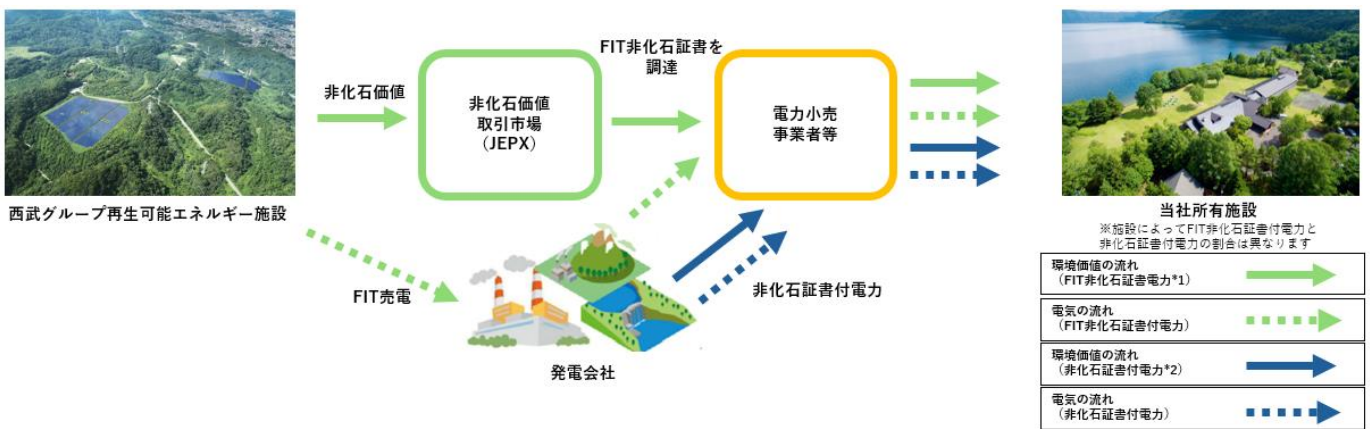 西武グループ再生可能エネルギー施設
非化石価値
非化石価値
取引市場
（JEPX）
FIT非化石証書を
調達
電力小売
事業者等
FIT売電
発電会社
非化石証書付電力
当社所有施設
※施設によってFIT非化石証書付電力と
非化石証書付電力の割合は異なります
環境価値の流れ
（FIT非化石証書電力*1）
電気の流れ
（FIT非化石証書付電力）
環境価値の流れ
（非化石証書付電力*2）
電気の流れ
（非化石証書付電力）